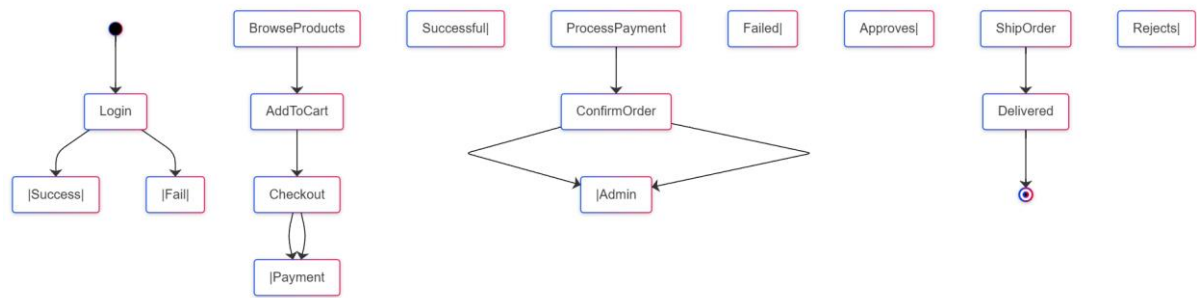 BrowseProducts
Successful|
ProcessPayment
Failed|
Approves|
ShipOrder
Rejects|
Login
AddToCart
ConfirmOrder
Delivered
|Success|
|Fail|
Checkout
|Admin
|Payment